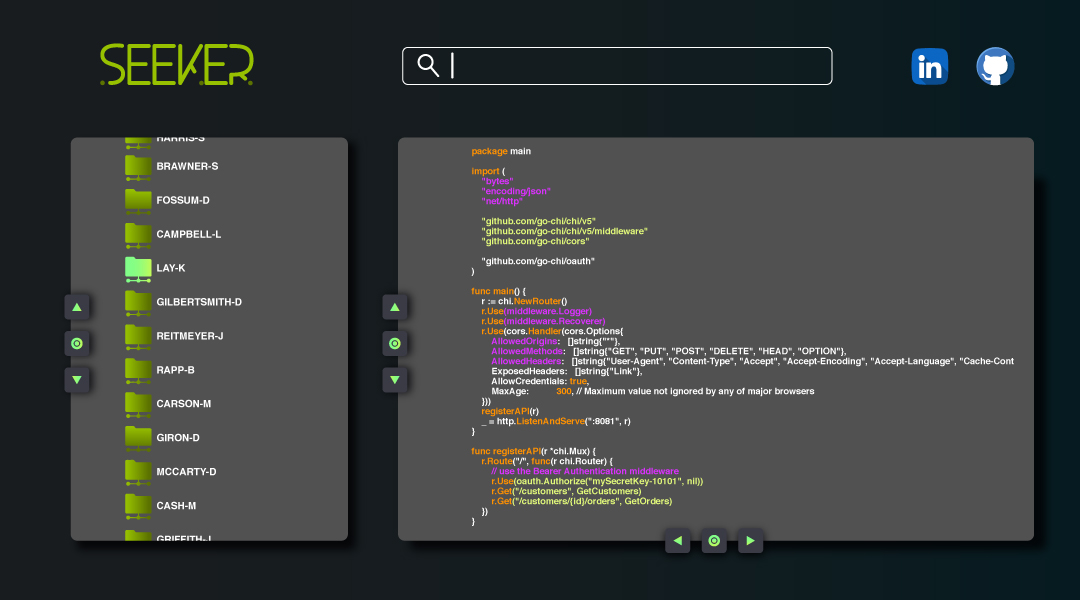 .SEEKER.
in
HARRIS-S
BRAWNER-S
FOSSUM-D
CAMPBELL-L
LAY-K
GILBERTSMITH-D
REITMEYER-J
RAPP-B
CARSON-M
GIRON-D
MCCARTY-D
CASH-M
GRIFFITH-J
package main
import (
"bytes"
"encoding/json"
"net/http"
"github.com/go-chi/chi/v5"
"github.com/go-chi/chi/v5/middleware"
"github.com/go-chi/cors"
"github.com/go-chi/oauth"
)
func main() {
r := chi.NewRouter()
r.Use(middleware.Logger)
r.Use(middleware.Recoverer)
r.Use(cors.Handler(cors.Options{
AllowedOrigins: []string{"*"},
AllowedMethods: []string{"GET", "PUT", "POST", "DELETE", "HEAD", "OPTION"},
AllowedHeaders: []string{"User-Agent", "Content-Type", "Accept", "Accept-Encoding", "Accept-Language", "Cache-Cont
ExposedHeaders: []string{"Link"},
AllowCredentials: true,
MaxAge: 300, // Maximum value not ignored by any of major browsers
}))
registerAPI(r)
_ = http.ListenAndServe(":8081", r)
}
func registerAPI(r *chi.Mux) {
r.Route("/", func(r chi.Router) {
// use the Bearer Authentication middleware
r.Use(oauth.Authorize("mySecretKey-10101", nil))
r.Get("/customers", GetCustomers)
r.Get("/customers/{id}/orders", GetOrders)
})
}